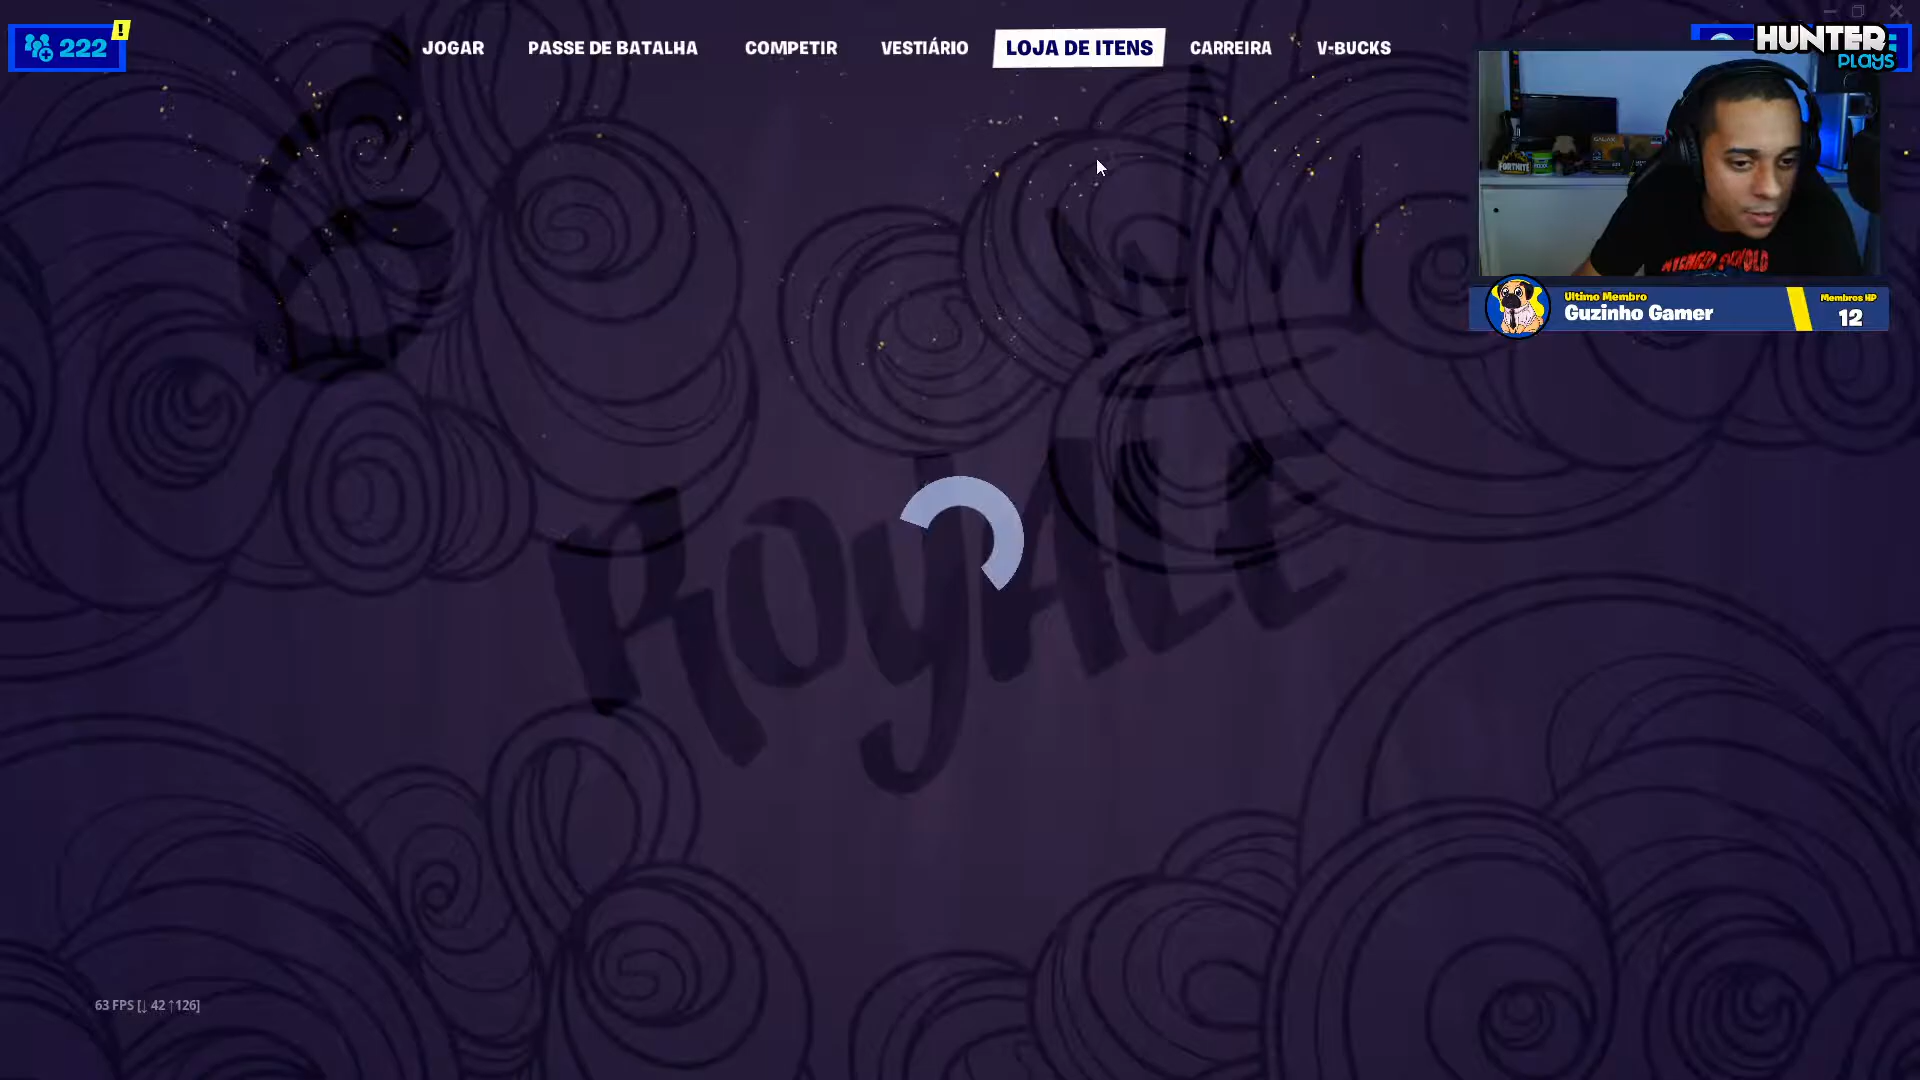 222
!
JOGAR
PASSE DE BATALHA
COMPETIR
VESTIÁRIO
LOJA DE ITENS
CARREIRA
V-BUCKS
HUNTER
PLAYS
FORTNITE
Ultimo Membro
Guzinho Gamer
Membros HP
12
ROYALE
63 FPS [↓ 42 ↑126]